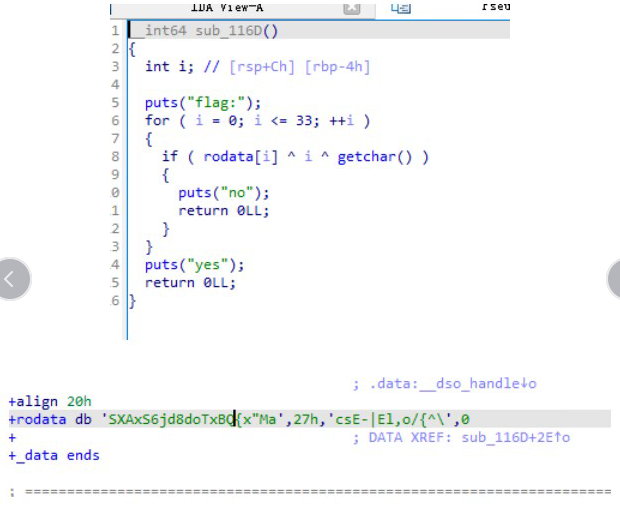 IDA View-A
1 __int64 sub_116D()
2 {
3 int i; // [rsp+Ch] [rbp-4h]
4
5 puts("flag:");
6 for ( i = 0; i <= 33; ++i )
7 {
8 if ( rodata[i] ^ i ^ getchar() )
9 {
0 puts("no");
1 return 0LL;
2 }
3 }
4 puts("yes");
5 return 0LL;
6 }
; .data:__dso_handle↓o
+align 20h
+rodata db 'SXAxS6jd8doTxBQ{x"Ma',27h,'csE-|El,o/{^\',0
+ ; DATA XREF: sub_116D+2E↑o
+_data ends
; ===========================================================================